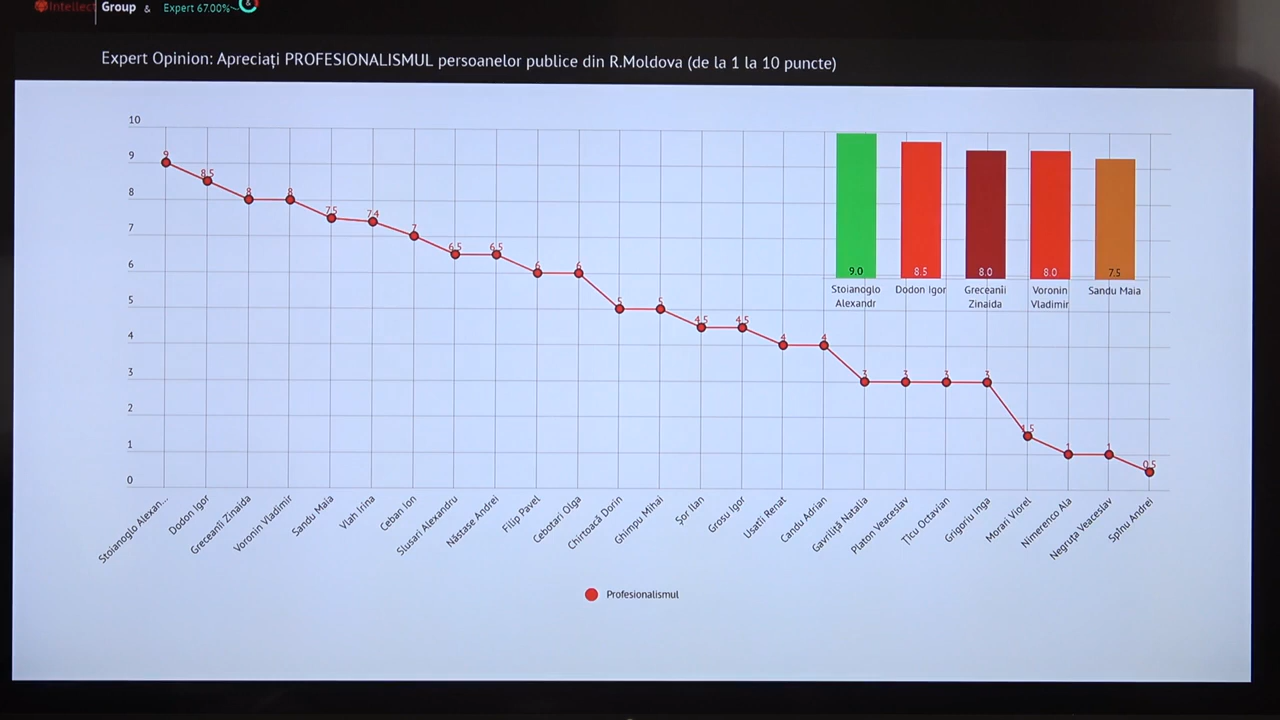 Intellect Group & Expert 67.00%
Expert Opinion: Apreciați PROFESIONALISMUL persoanelor publice din R.Moldova (de la 1 la 10 puncte)
10
9
8
7
6
5
4
3
2
1
0
9
8.5
8
8
7.5
7.4
7
6.5
6.5
6
6
5
5
4.5
4.5
4
4
3
3
3
3
1.5
1
1
0.5
9.0
8.5
8.0
8.0
7.5
Stoianoglo Alexandr
Dodon Igor
Greceanîi Zinaida
Voronin Vladimir
Sandu Maia
Stoianoglo Alexan...
Dodon Igor
Greceanîi Zinaida
Voronin Vladimir
Sandu Maia
Vlah Irina
Ceban Ion
Slusari Alexandru
Năstase Andrei
Filip Pavel
Cebotari Olga
Chirtoacă Dorin
Ghimpu Mihai
Șor Ilan
Grosu Igor
Usatîi Renat
Candu Adrian
Gavriliță Natalia
Platon Veaceslav
Țîcu Octavian
Grigoriu Inga
Morari Viorel
Nimerenco Ala
Negruța Veaceslav
Spînu Andrei
Profesionalismul